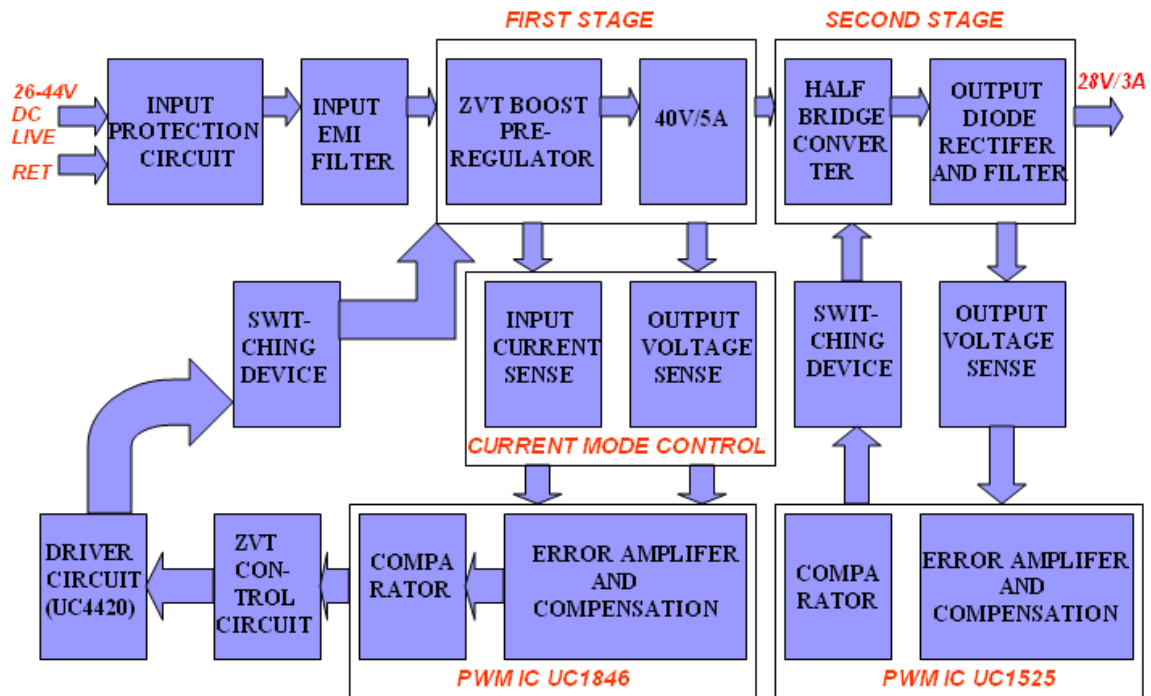 FIRST STAGE
SECOND STAGE
26-44V
DC
LIVE
RET
INPUT
PROTECTION
CIRCUIT
INPUT
EMI
FILTER
ZVT BOOST
PRE-
REGULATOR
40V/5A
HALF
BRIDGE
CONVER
TER
OUTPUT
DIODE
RECTIFER
AND FILTER
28V/3A
SWIT-
CHING
DEVICE
INPUT
CURRENT
SENSE
OUTPUT
VOLTAGE
SENSE
CURRENT MODE CONTROL
SWIT-
CHING
DEVICE
OUTPUT
VOLTAGE
SENSE
DRIVER
CIRCUIT
(UC4420)
ZVT
CON-
TROL
CIRCUIT
COMPA
RATOR
ERROR AMPLIFER
AND
COMPENSATION
PWM IC UC1846
COMPA
RATOR
ERROR AMPLIFER
AND
COMPENSATION
PWM IC UC1525